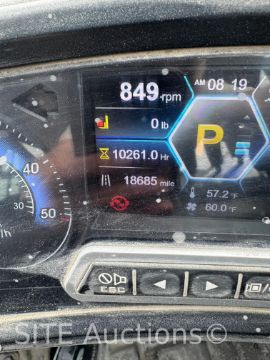 849 rpm
AM 08 19
0 lb
P
10261.0 Hr
18685 mile
57.2 °F
60.0 °F
40
30
50
ESC
SITE Auctions™